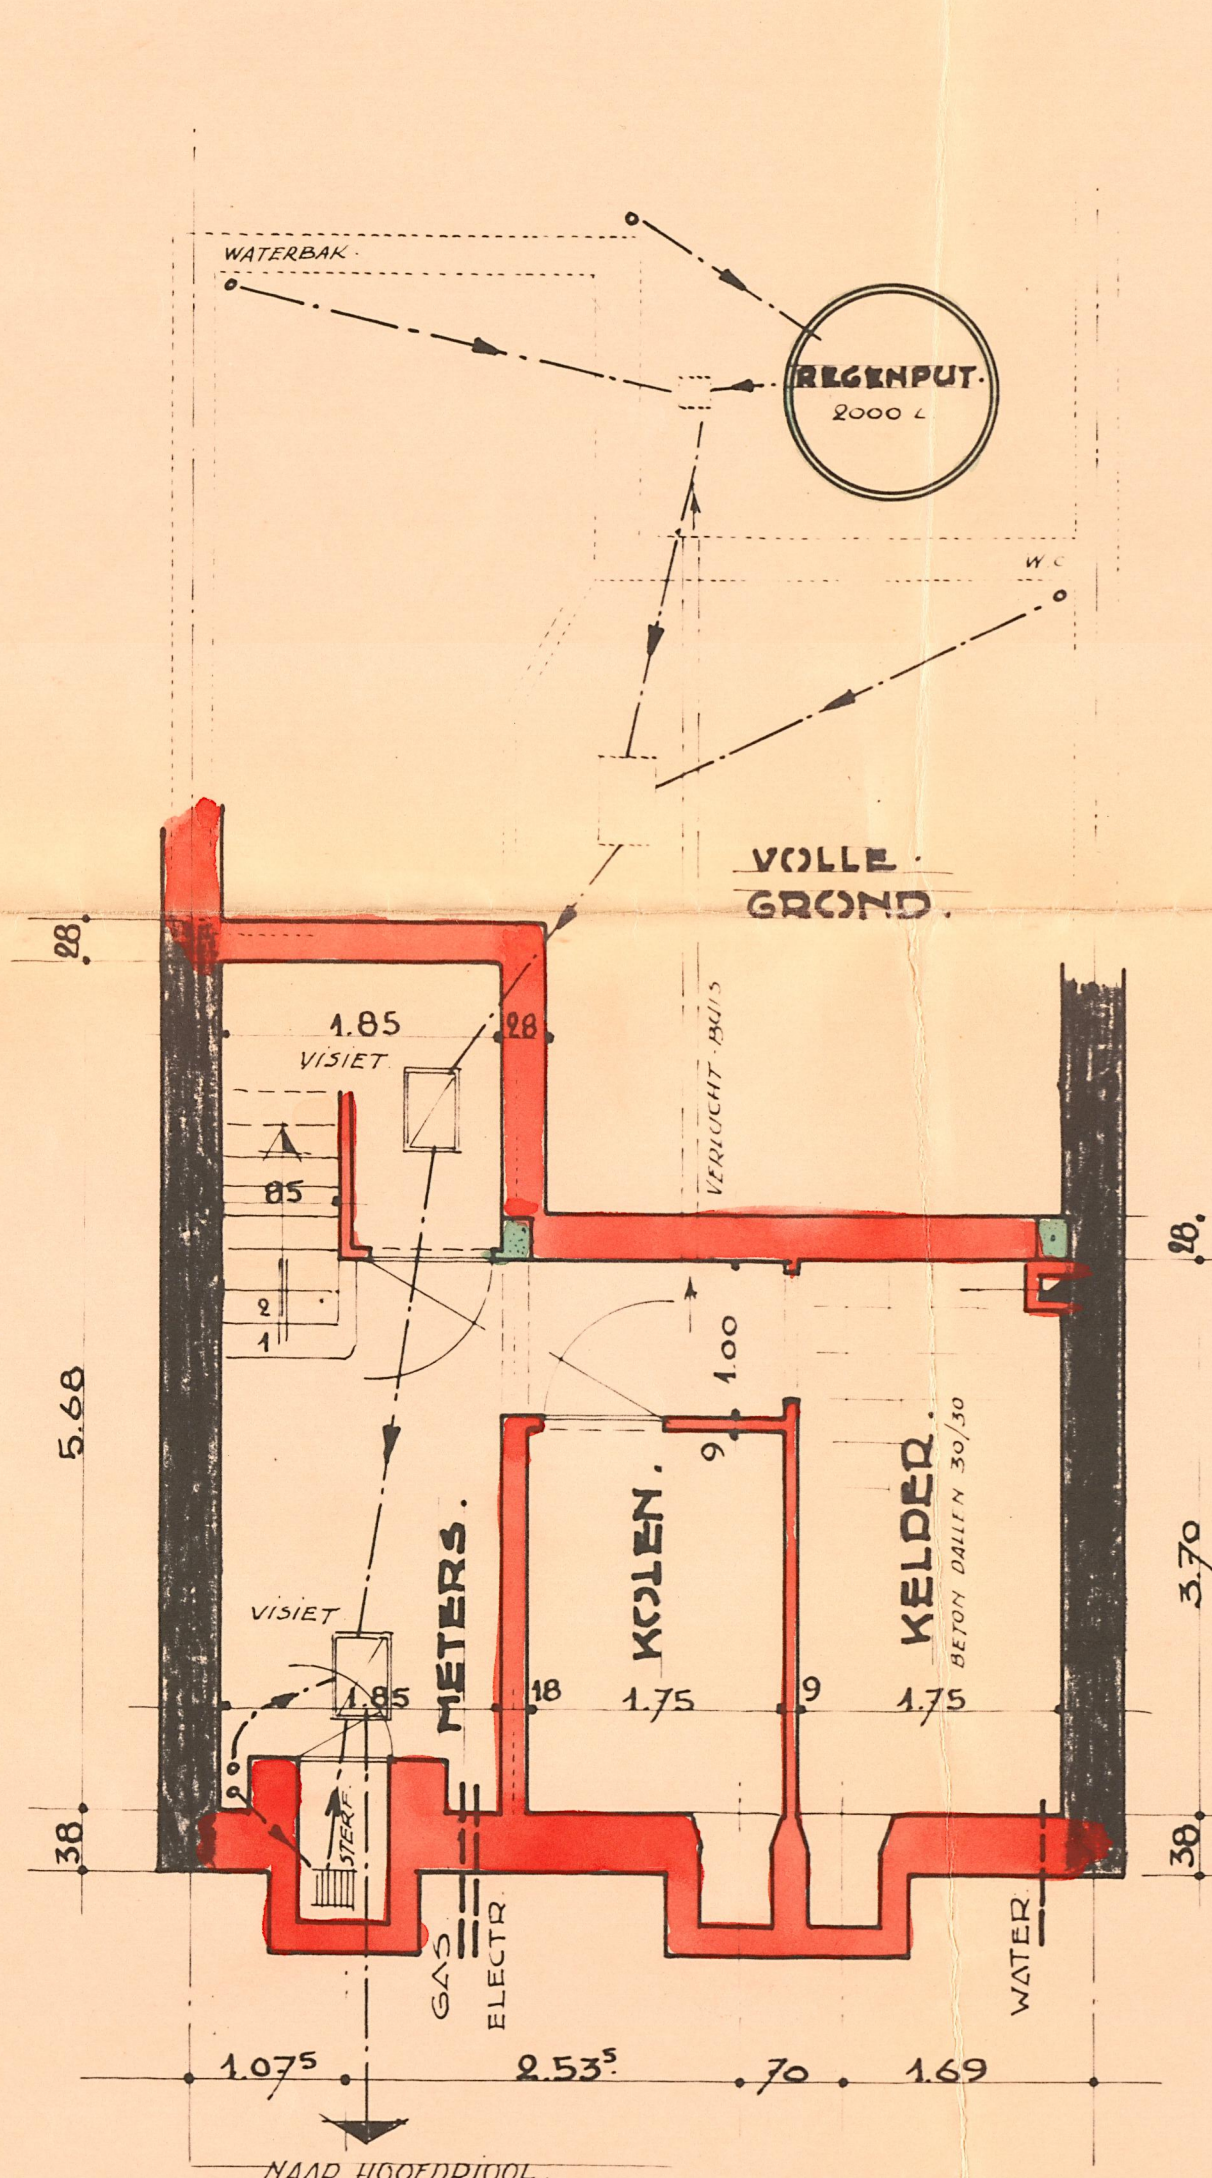 WATERBAK.
REGENPUT.
2000 L
W.C
VOLLE.
GROND.
28
1.85
28
VISIET.
VERLUCHT.BUIS
85
28.
2
1
1.00
9
5.68
METERS.
KOLEN.
KELDER.
BETON DALLEN 30/30
3.70
VISIET
1.85
18
1.75
9
1.75
STERF.
38
38
GAS.
ELECTR.
WATER.
1.07⁵
2.53⁵.
70
1.69
NAAR HOOFDRIOOL.